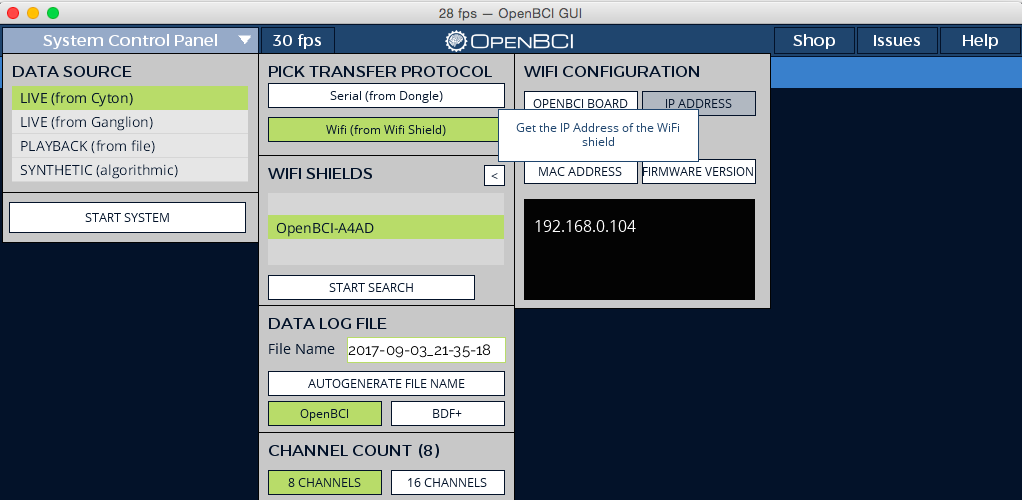 28 fps — OpenBCI GUI
System Control Panel
30 fps
OPENBCI
Shop
Issues
Help
DATA SOURCE
LIVE (from Cyton)
LIVE (from Ganglion)
PLAYBACK (from file)
SYNTHETIC (algorithmic)
START SYSTEM
PICK TRANSFER PROTOCOL
Serial (from Dongle)
Wifi (from Wifi Shield)
WIFI SHIELDS
<
OpenBCI-A4AD
START SEARCH
DATA LOG FILE
File Name 2017-09-03_21-35-18
AUTOGENERATE FILE NAME
OpenBCI
BDF+
CHANNEL COUNT (8)
8 CHANNELS
16 CHANNELS
WIFI CONFIGURATION
OPENBCI BOARD
IP ADDRESS
Get the IP Address of the WiFi
shield
MAC ADDRESS
FIRMWARE VERSION
192.168.0.104